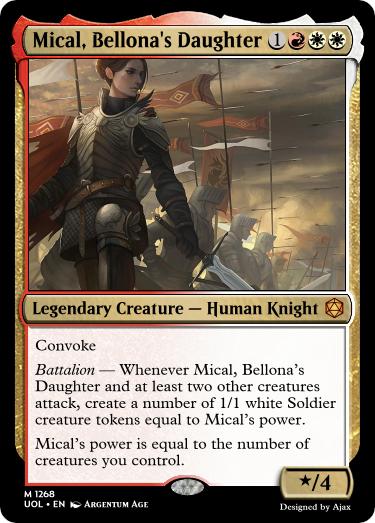 Mical, Bellona's Daughter 1
Legendary Creature — Human Knight
Convoke
Battalion — Whenever Mical, Bellona's
Daughter and at least two other creatures
attack, create a number of 1/1 white Soldier
creature tokens equal to Mical's power.
Mical's power is equal to the number of
creatures you control.
★/4
M 1268
UOL • EN Argentum Age
Designed by Ajax